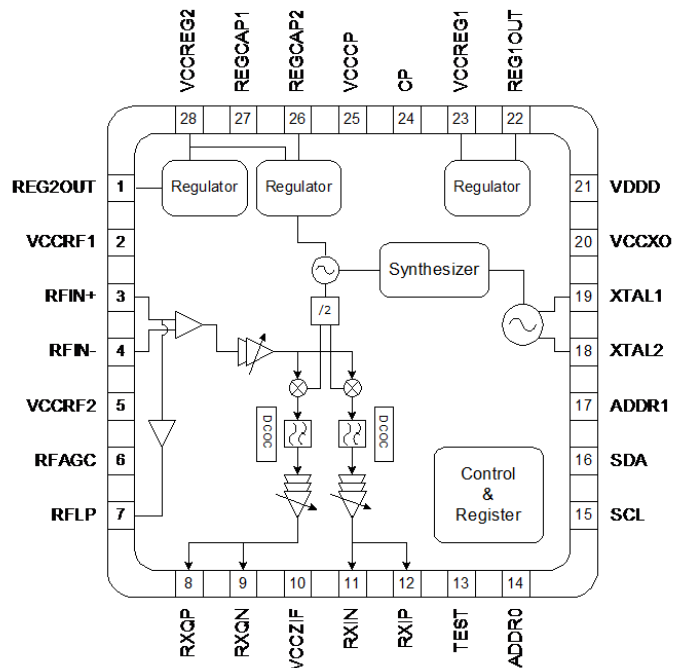 VCCREG2
REGCAP1
REGCAP2
VCCCP
CP
VCCREG1
REG1OUT
28
27
26
25
24
23
22
REG2OUT
1
Regulator
Regulator
Regulator
21
VDDD
VCCRF1
2
20
VCCXO
Synthesizer
RFIN+
3
/2
19
XTAL1
RFIN-
4
18
XTAL2
VCCRF2
5
17
ADDR1
DCOC
DCOC
RFAGC
6
Control
&
Register
16
SDA
RFLP
7
15
SCL
8
9
10
11
12
13
14
RXQP
RXQN
VCCZIF
RXIN
RXIP
TEST
ADDR0